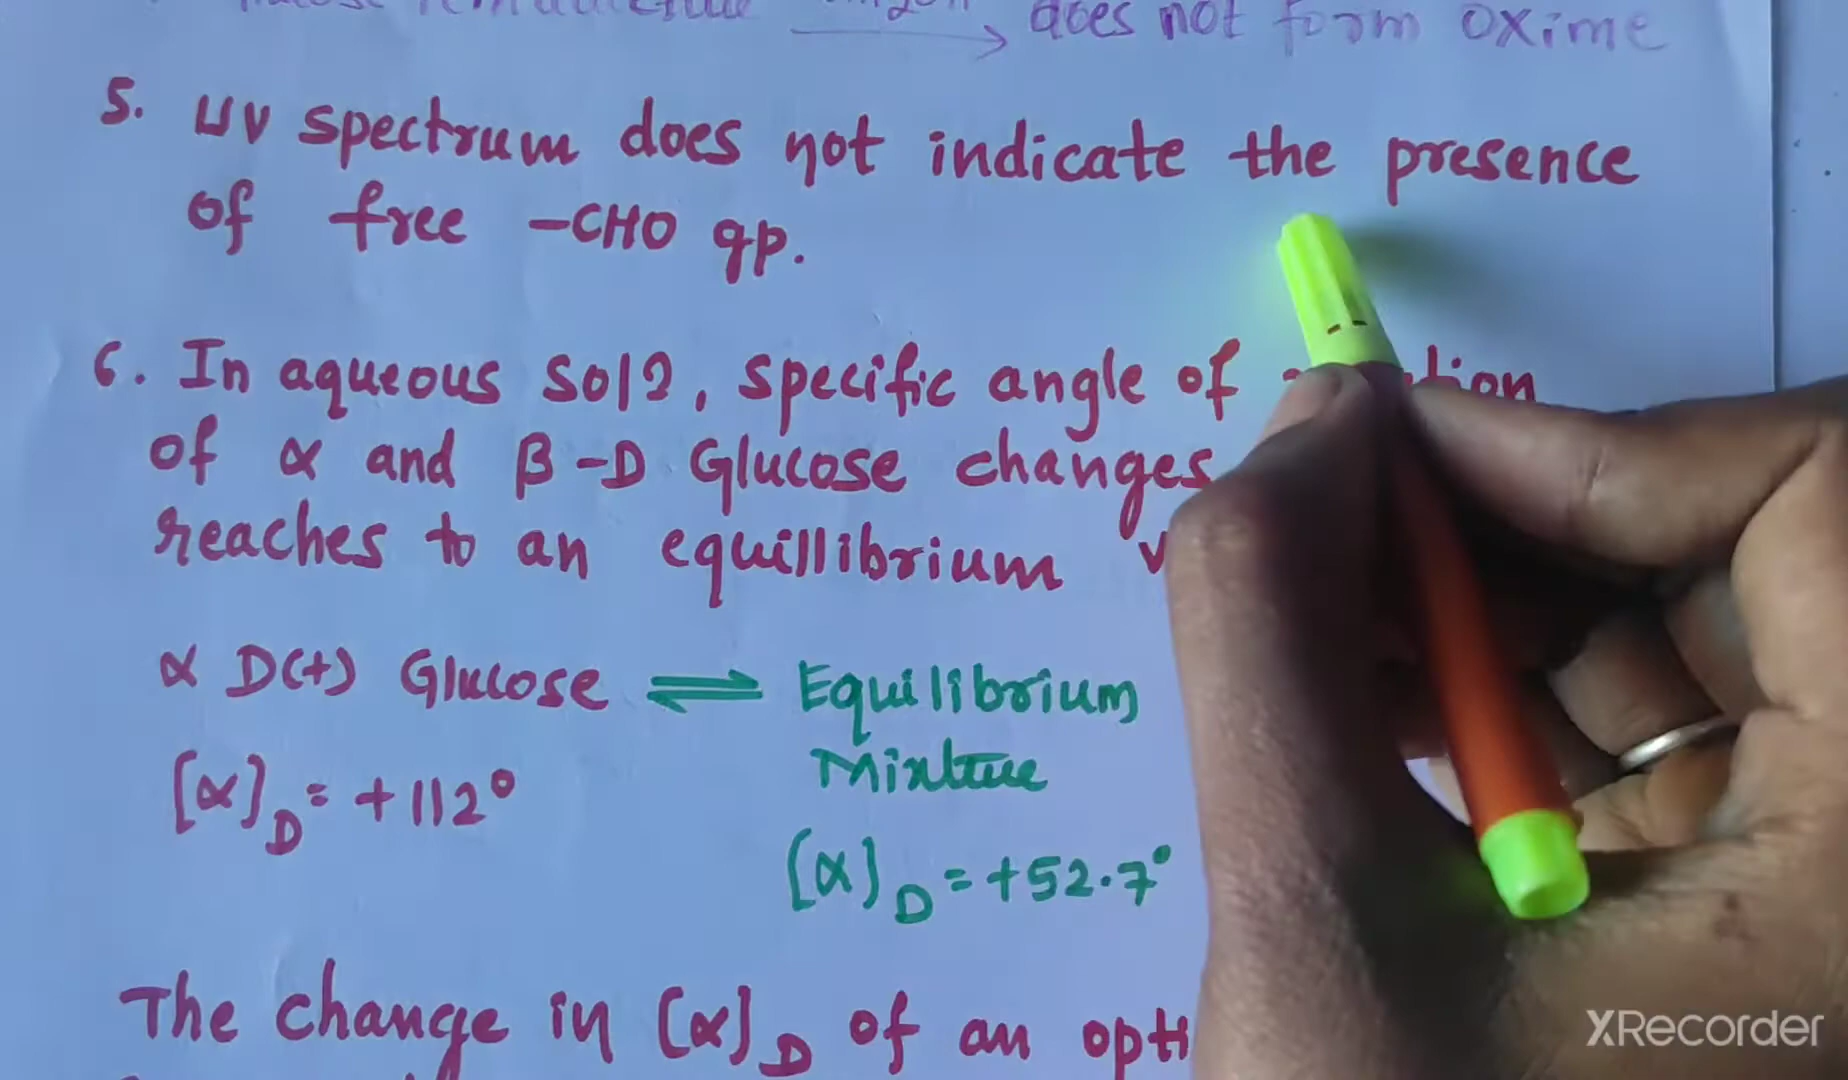 does not form oxime
5. UV spectrum does not indicate the presence
of free -CHO gp.
6. In aqueous Sol?, specific angle of
of α and β-D Glucose changes
reaches to an equillibrium
α D(+) Glucose ⇌ Equilibrium
Mixture
[α]D = +112°
[α]D = +52.7°
The change in [α]D of an opti
XRecorder